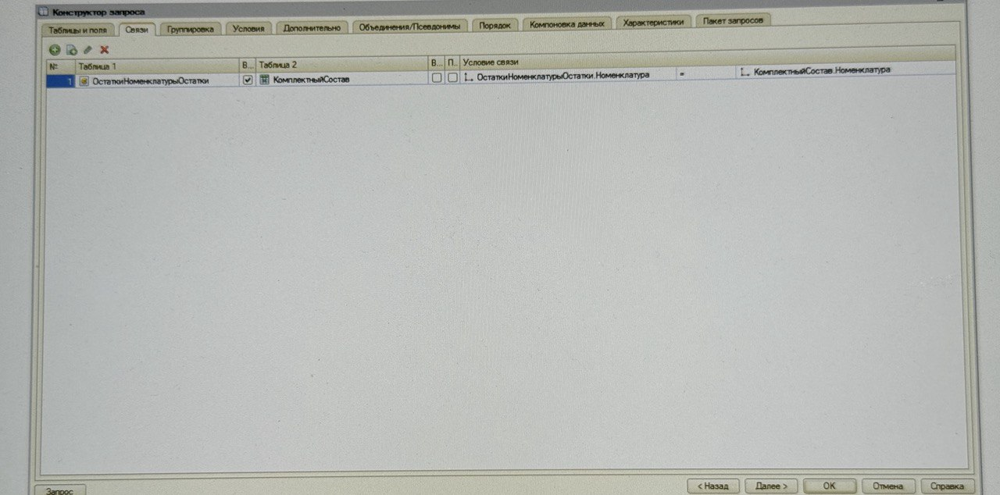 Конструктор запроса
Таблицы и поля Связи Группировка Условия Дополнительно Объединения/Псевдонимы Порядок Компоновка данных Характеристики Пакет запросов
№ Таблица 1 В... Таблица 2 В... П... Условие связи
1 ОстаткиНоменклатурыОстатки КомплектныйСостав ОстаткиНоменклатурыОстатки.Номенклатура = КомплектныйСостав.Номенклатура
Запрос < Назад Далее > ОК Отмена Справка